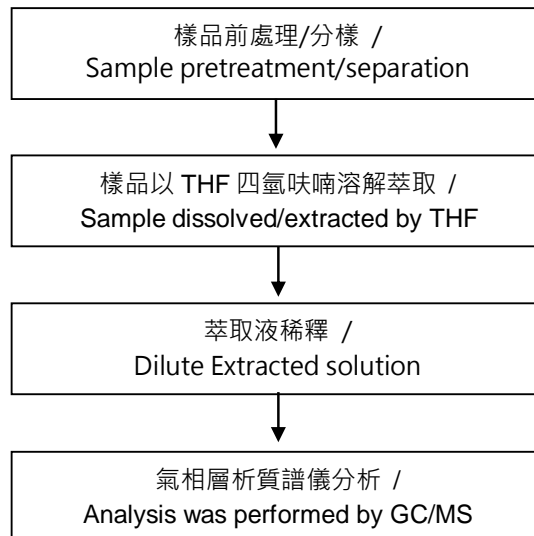 樣品前處理/分樣 /
Sample pretreatment/separation
樣品以 THF 四氫呋喃溶解萃取 /
Sample dissolved/extracted by THF
萃取液稀釋 /
Dilute Extracted solution
氣相層析質譜儀分析 /
Analysis was performed by GC/MS